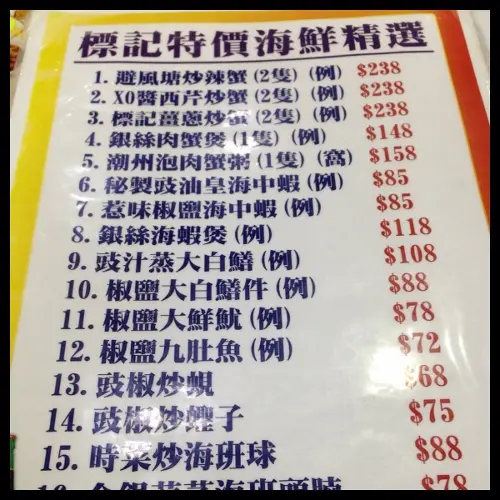 標記特價海鮮精選
1. 避風塘炒辣蟹(2隻)(例) $238
2. XO醬西芹炒蟹(2隻)(例) $238
3. 標記薑蔥炒蟹(2隻)(例) $238
4. 銀絲肉蟹煲(1隻)(例) $148
5. 潮州泡肉蟹粥(1隻)(窩) $158
6. 秘製豉油皇海中蝦(例) $85
7. 惹味椒鹽海中蝦(例) $85
8. 銀絲海蝦煲(例) $118
9. 豉汁蒸大白鱔(例) $108
10. 椒鹽大白鱔件(例) $88
11. 椒鹽大鮮魷(例) $78
12. 椒鹽九肚魚(例) $72
13. 豉椒炒蜆 $68
14. 豉椒炒蟶子 $75
15. 時菜炒海班球 $88
$78